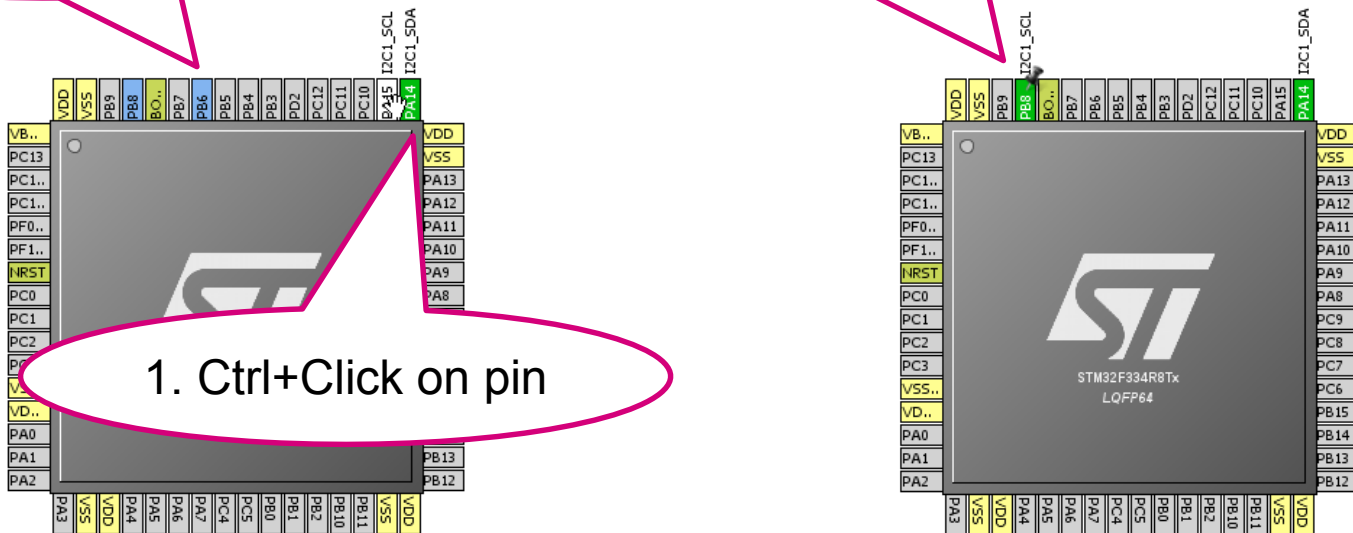 I2C1_SCL
I2C1_SDA
VDD
VSS
PB9
PB8
BO..
PB7
PB6
PB5
PB4
PB3
PD2
PC12
PC11
PC10
PA14
VB..
PC13
PC1..
PC1..
PF0..
PF1..
NRST
PC0
PC1
PC2
VD..
PA0
PA1
PA2
VDD
VSS
PA13
PA12
PA11
PA10
PA9
PA8
PB13
PB12
1. Ctrl+Click on pin
PA3
VSS
VDD
PA4
PA5
PA6
PA7
PC4
PC5
PB0
PB1
PB2
PB10
PB11
VSS
VDD
I2C1_SCL
I2C1_SDA
VDD
VSS
PB9
PB8
BO..
PB7
PB6
PB5
PB4
PB3
PD2
PC12
PC11
PC10
PA15
PA14
VB..
PC13
PC1..
PC1..
PF0..
PF1..
NRST
PC0
PC1
PC2
PC3
VSS..
VD..
PA0
PA1
PA2
ST
STM32F334R8Tx
LQFP64
VDD
VSS
PA13
PA12
PA11
PA10
PA9
PA8
PC9
PC8
PC7
PC6
PB15
PB14
PB13
PB12
PA3
VSS
VDD
PA4
PA5
PA6
PA7
PC4
PC5
PB0
PB1
PB2
PB10
PB11
VSS
VDD